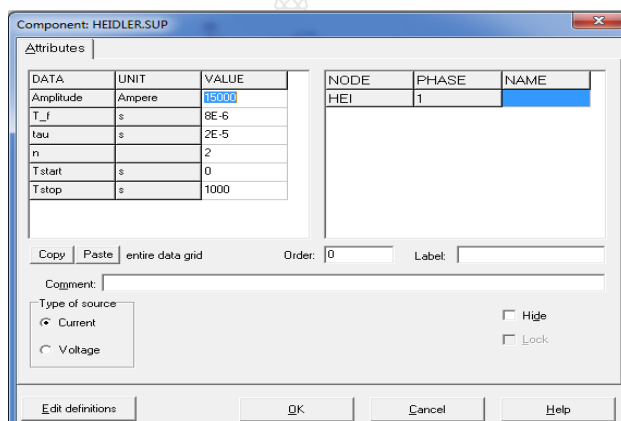 Component: HEIDLER.SUP
Attributes
DATA UNIT VALUE
Amplitude Ampere 15000
T_f s 8E-6
tau s 2E-5
n 2
Tstart s 0
Tstop s 1000
NODE PHASE NAME
HEI 1
Copy Paste entire data grid Order: 0 Label:
Comment:
Type of source
Current
Voltage
Hide
Lock
Edit definitions OK Cancel Help